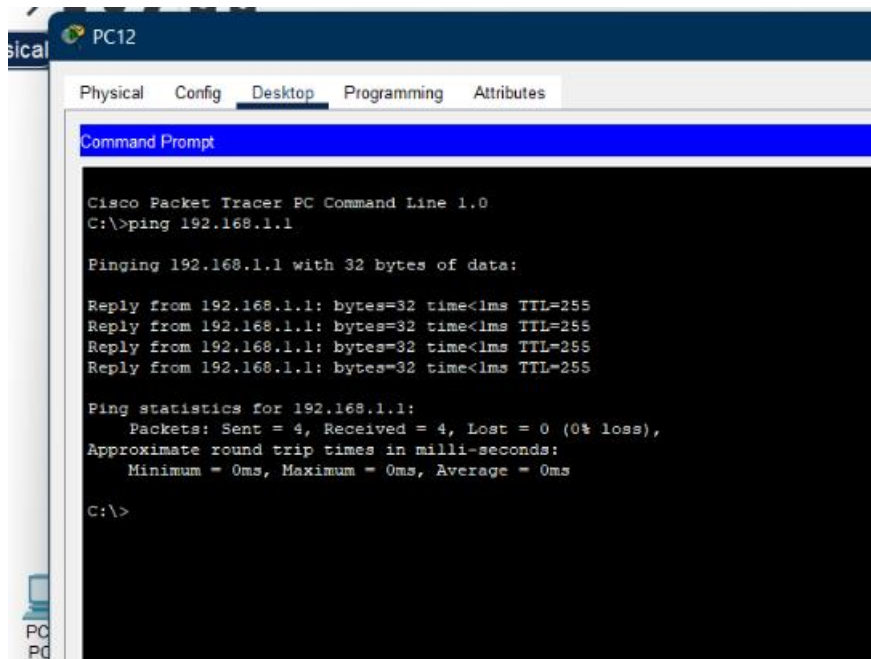 sical
PC12
Physical Config Desktop Programming Attributes
Command Prompt
Cisco Packet Tracer PC Command Line 1.0
C:\>ping 192.168.1.1
Pinging 192.168.1.1 with 32 bytes of data:
Reply from 192.168.1.1: bytes=32 time<1ms TTL=255
Reply from 192.168.1.1: bytes=32 time<1ms TTL=255
Reply from 192.168.1.1: bytes=32 time<1ms TTL=255
Reply from 192.168.1.1: bytes=32 time<1ms TTL=255
Ping statistics for 192.168.1.1:
Packets: Sent = 4, Received = 4, Lost = 0 (0% loss),
Approximate round trip times in milli-seconds:
Minimum = 0ms, Maximum = 0ms, Average = 0ms
C:\>
PC
PC